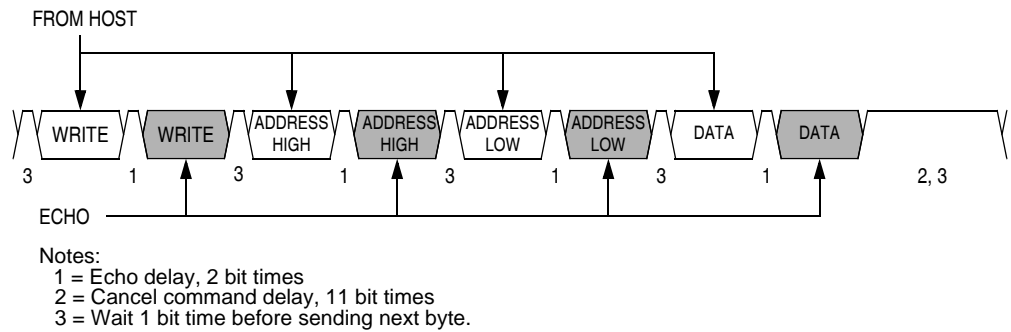 FROM HOST
WRITE WRITE ADDRESS HIGH ADDRESS HIGH ADDRESS LOW ADDRESS LOW DATA DATA
3 1 3 1 3 1 3 1 2, 3
ECHO
Notes:
1 = Echo delay, 2 bit times
2 = Cancel command delay, 11 bit times
3 = Wait 1 bit time before sending next byte.